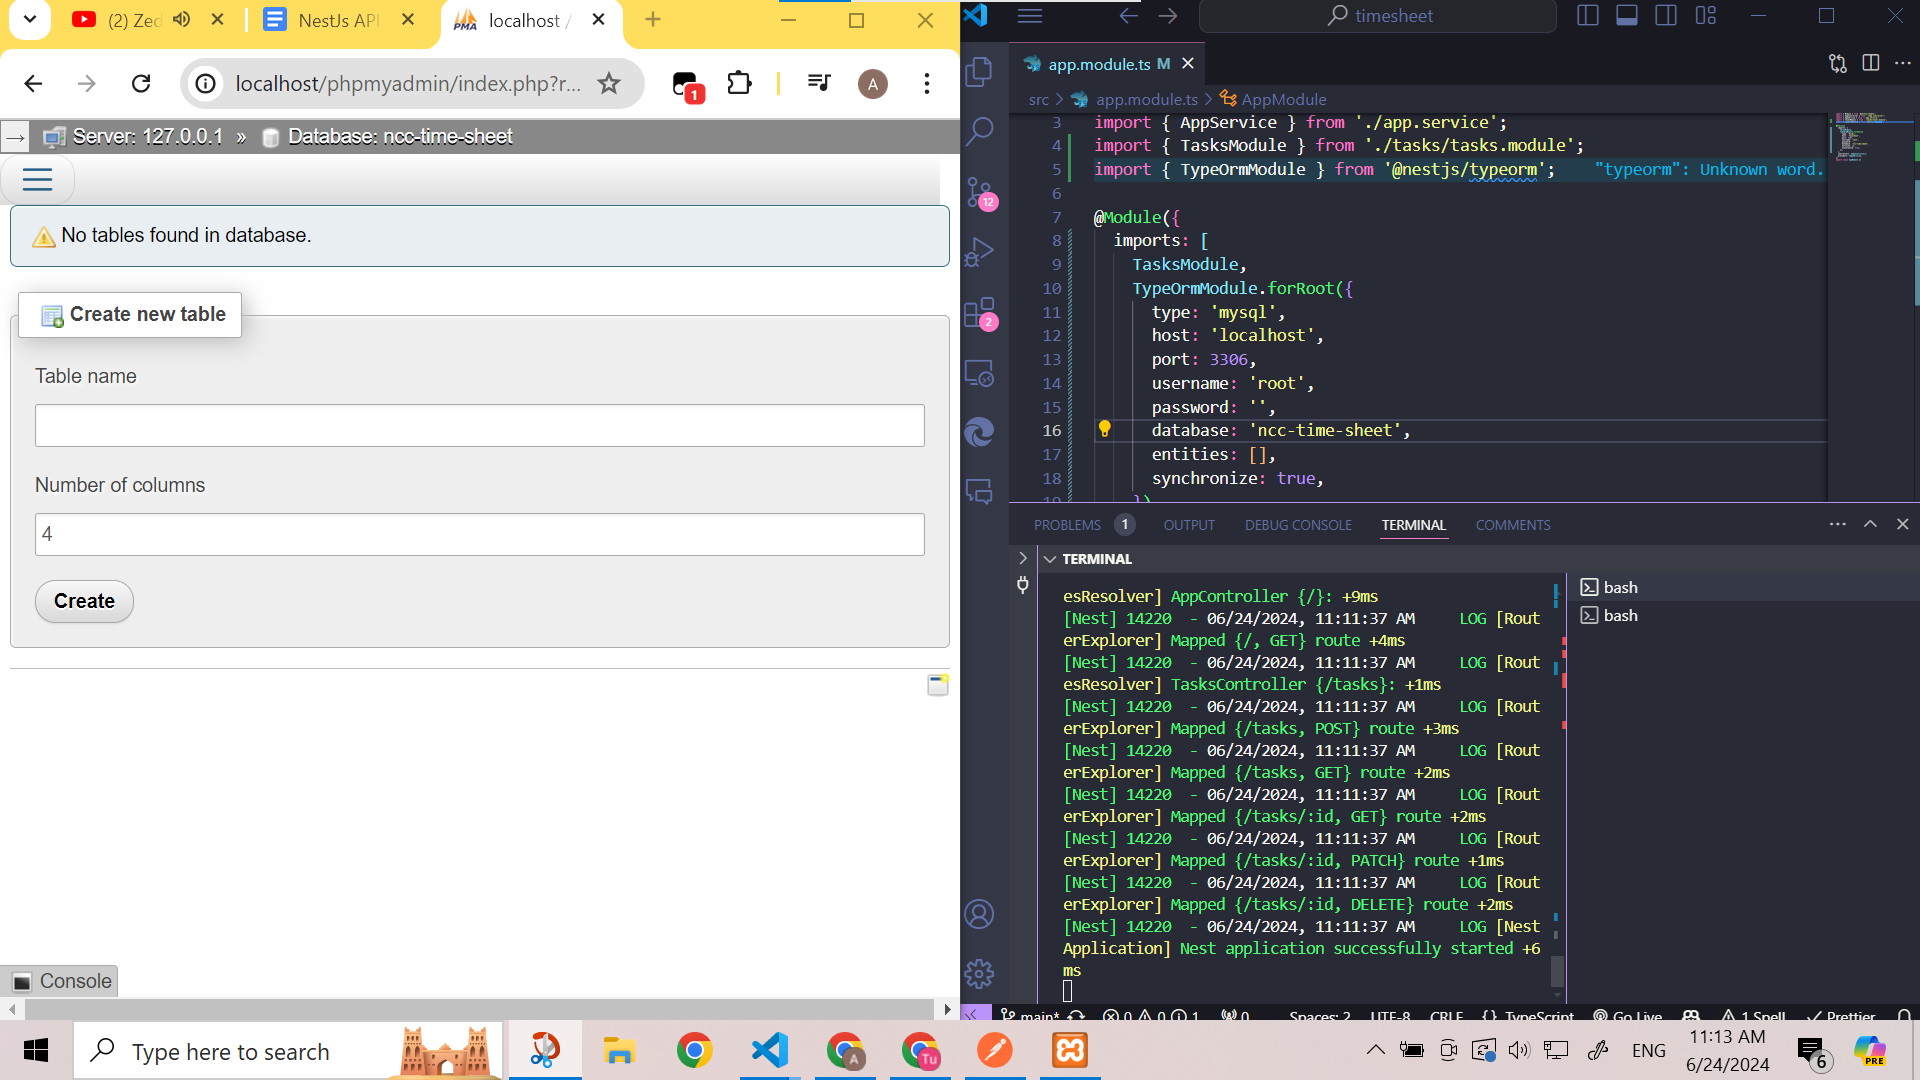 (2) Zed
NestJs API
localhost /
localhost/phpmyadmin/index.php?r...
1
A
Server: 127.0.0.1 » Database: ncc-time-sheet
No tables found in database.
Create new table
Table name
Number of columns
4
Create
Console
timesheet
app.module.ts M
src > app.module.ts > AppModule
3 import { AppService } from './app.service';
4 import { TasksModule } from './tasks/tasks.module';
5 import { TypeOrmModule } from '@nestjs/typeorm'; "typeorm": Unknown word.
6
7 @Module({
8 imports: [
9 TasksModule,
10 TypeOrmModule.forRoot({
11 type: 'mysql',
12 host: 'localhost',
13 port: 3306,
14 username: 'root',
15 password: '',
16 database: 'ncc-time-sheet',
17 entities: [],
18 synchronize: true,
19 })
12
2
PROBLEMS 1 OUTPUT DEBUG CONSOLE TERMINAL COMMENTS
TERMINAL
esResolver] AppController {/}: +9ms
[Nest] 14220 - 06/24/2024, 11:11:37 AM LOG [Rout
erExplorer] Mapped {/, GET} route +4ms
[Nest] 14220 - 06/24/2024, 11:11:37 AM LOG [Rout
esResolver] TasksController {/tasks}: +1ms
[Nest] 14220 - 06/24/2024, 11:11:37 AM LOG [Rout
erExplorer] Mapped {/tasks, POST} route +3ms
[Nest] 14220 - 06/24/2024, 11:11:37 AM LOG [Rout
erExplorer] Mapped {/tasks, GET} route +2ms
[Nest] 14220 - 06/24/2024, 11:11:37 AM LOG [Rout
erExplorer] Mapped {/tasks/:id, GET} route +2ms
[Nest] 14220 - 06/24/2024, 11:11:37 AM LOG [Rout
erExplorer] Mapped {/tasks/:id, PATCH} route +1ms
[Nest] 14220 - 06/24/2024, 11:11:37 AM LOG [Rout
erExplorer] Mapped {/tasks/:id, DELETE} route +2ms
[Nest] 14220 - 06/24/2024, 11:11:37 AM LOG [Nest
Application] Nest application successfully started +6
ms
bash
bash
main* 0 0 1 0 Spaces: 2 UTF-8 CRLF {} TypeScript Go Live 1 Spell Prettier
Type here to search
A
Tu
ENG
11:13 AM
6/24/2024
6
PRE